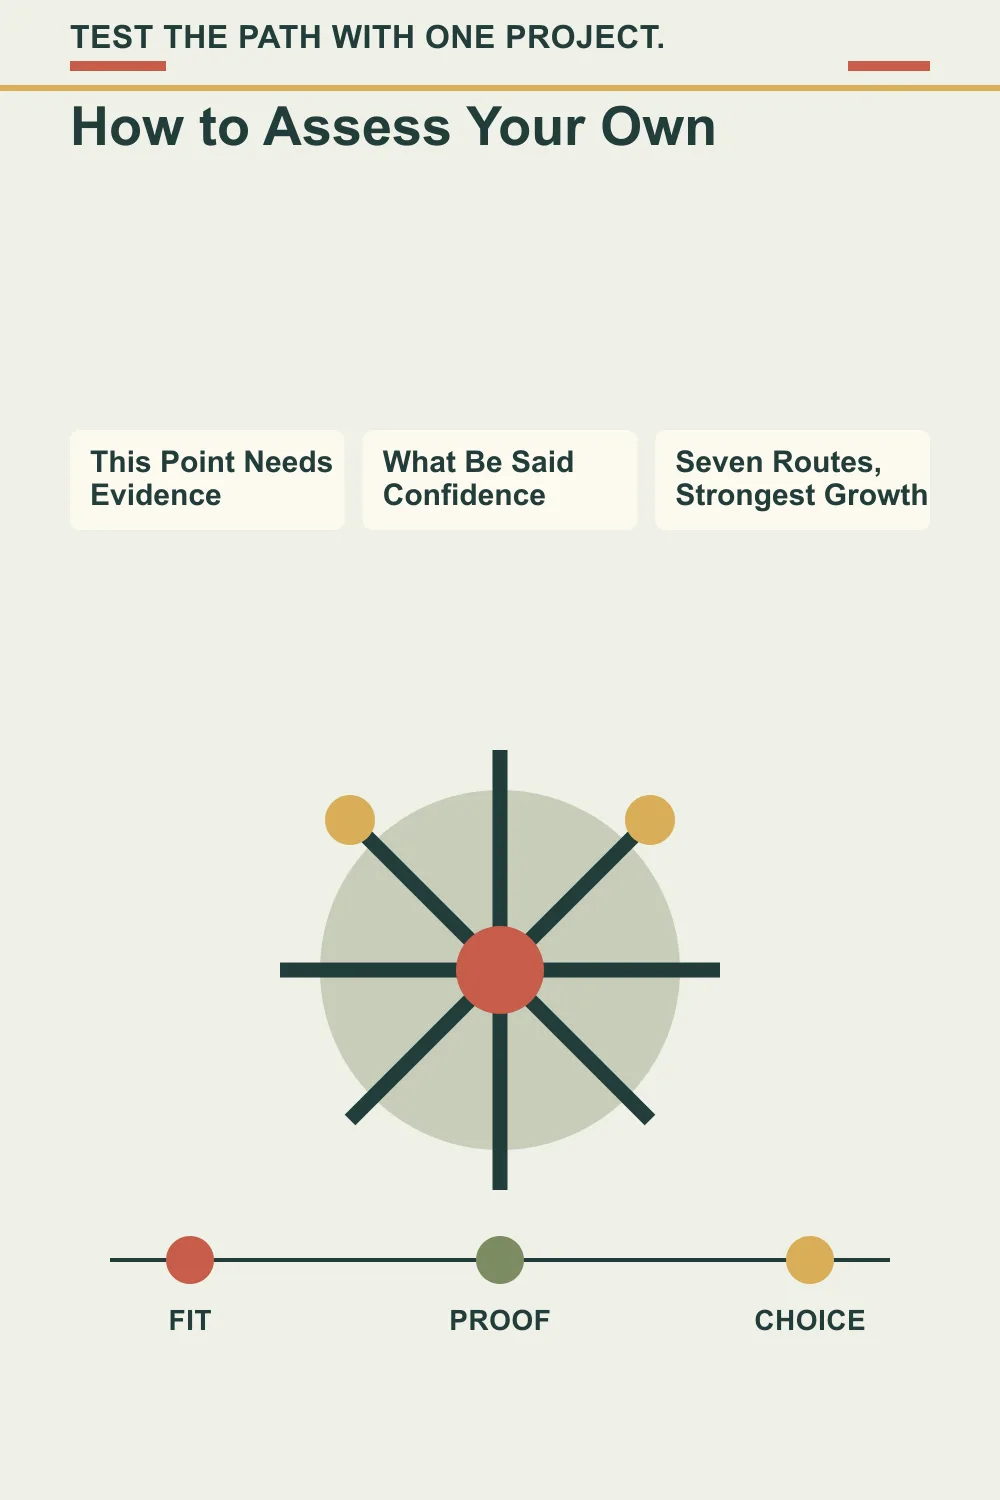 TEST THE PATH WITH ONE PROJECT.
How to Assess Your Own
This Point Needs
Evidence
What Be Said
Confidence
Seven Routes,
Strongest Growth
FIT
PROOF
CHOICE